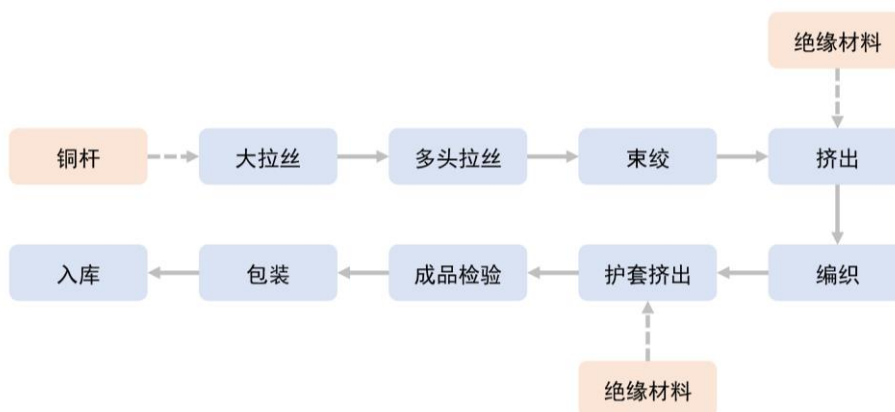 绝缘材料
铜杆
大拉丝
多头拉丝
束绞
挤出
入库
包装
成品检验
护套挤出
编织
绝缘材料